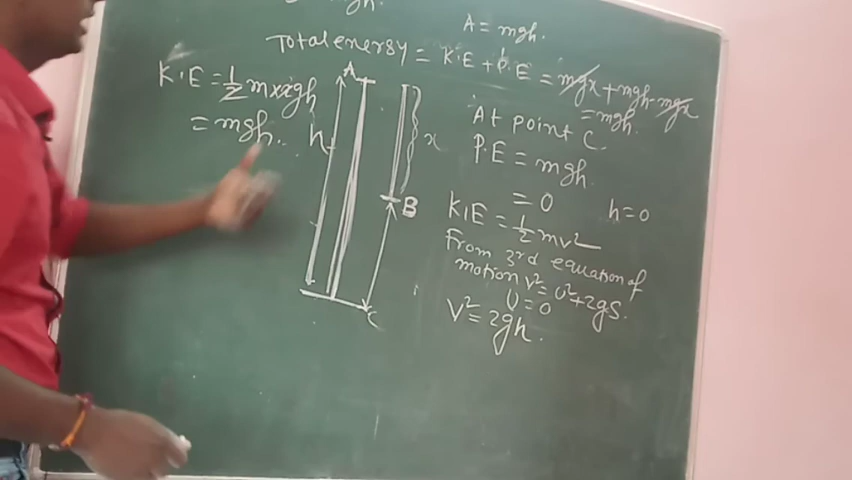 mgh.
A = mgh.
Total energy = K.E + P.E = mgx + mgh - mgx
= mgh.
K.E = 1/2 m x 2gh
= mgh.
A
h
x
B
C
At point C.
P.E = mgh
= 0 h=0
K.E = 1/2 mv²
From 3rd equation of
motion v² = u² + 2gs.
U = 0
V² = 2gh.